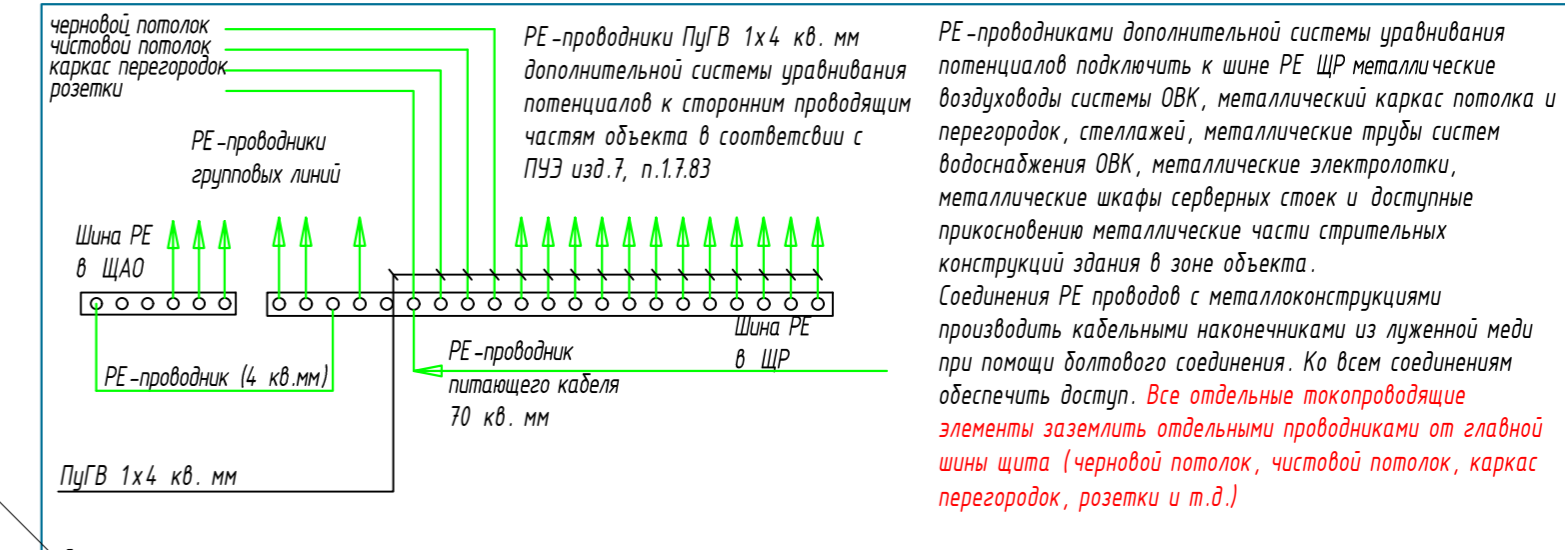 черновой потолок
чистовой потолок
каркас перегородок
розетки
PE-проводники
групповых линий
PE-проводники ПуГВ 1х4 кв. мм
дополнительной системы уравнивания
потенциалов к сторонним проводящим
частям объекта в соответсвии с
ПУЭ изд.7, п.1.7.83
Шина PE
в ЩАО
PE-проводник (4 кв.мм)
ПуГВ 1х4 кв. мм
PE-проводник
питающего кабеля
70 кв. мм
Шина PE
в ЩР
PE-проводниками дополнительной системы уравнивания
потенциалов подключить к шине PE ЩР металлические
воздуховоды системы ОВК, металлический каркас потолка и
перегородок, стеллажей, металлические трубы систем
водоснабжения ОВК, металлические электролотки,
металлические шкафы серверных стоек и доступные
прикосновению металлические части стрительных
конструкций здания в зоне объекта.
Соединения PE проводов с металлоконструкциями
производить кабельными наконечниками из луженной меди
при помощи болтового соединения. Ко всем соединениям
обеспечить доступ. Все отдельные токопроводящие
элементы заземлить отдельными проводниками от главной
шины щита (черновой потолок, чистовой потолок, каркас
перегородок, розетки и т.д.)